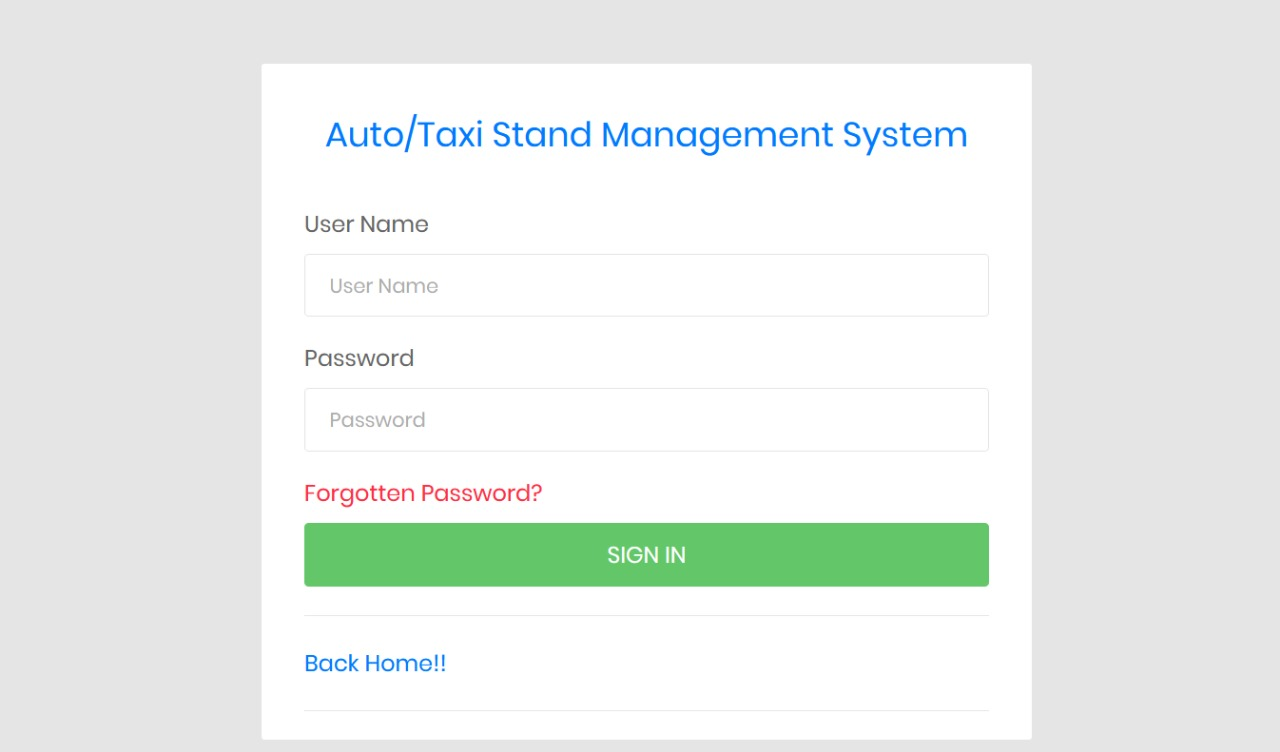 Auto/Taxi Stand Management System
User Name
User Name
Password
Password
Forgotten Password?
SIGN IN
Back Home!!